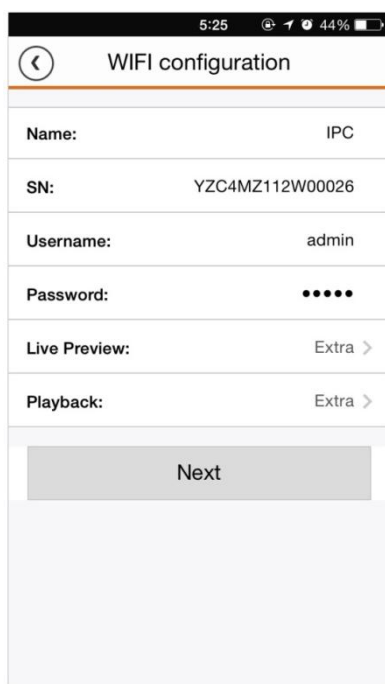 5:25 44%
WIFI configuration
Name: IPC
SN: YZC4MZ112W00026
Username: admin
Password: •••••
Live Preview: Extra >
Playback: Extra >
Next